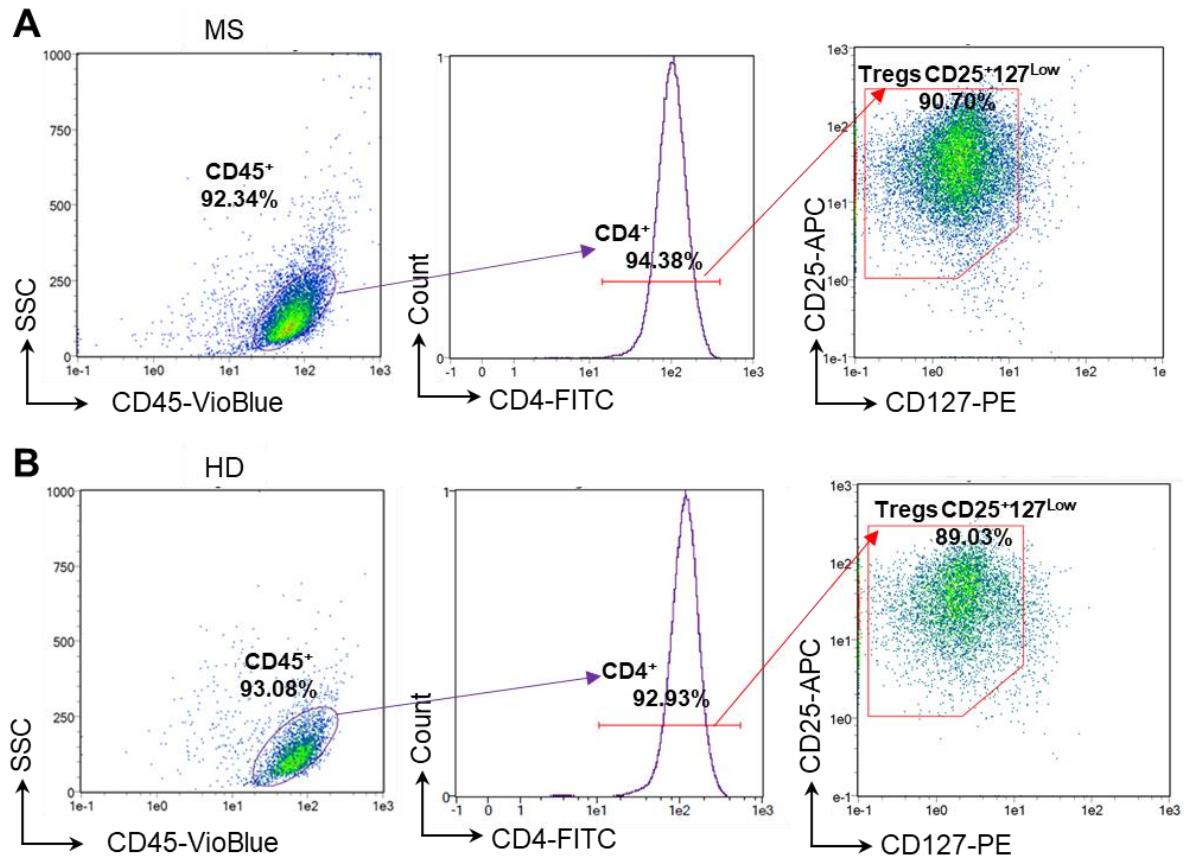 A
MS
1000
750
500
250
0
CD45⁺
92.34%
SSC
1e-1 1e0 1e1 1e2 1e3
CD45-VioBlue
1
0
CD4⁺
94.38%
Count
-1 0 1 1e1 1e2 1e3
CD4-FITC
1e3
1e2
1e1
1e0
1e-1
Tregs CD25⁺127ᴸᵒʷ
90.70%
CD25-APC
1e-1 1e0 1e1 1e2 1e
CD127-PE
B
HD
1000
750
500
250
0
CD45⁺
93.08%
SSC
1e-1 1e0 1e1 1e2 1e3
CD45-VioBlue
1
0
CD4⁺
92.93%
Count
-1 0 1 1e1 1e2 1e3
CD4-FITC
1e3
1e2
1e1
1e0
e-1
Tregs CD25⁺127ᴸᵒʷ
89.03%
CD25-APC
1e-1 1e0 1e1 1e2 1e3
CD127-PE